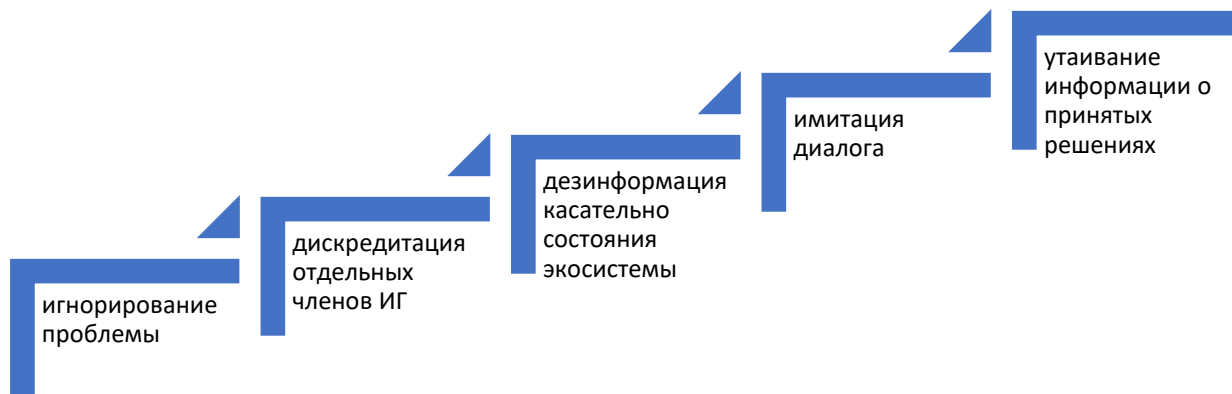 игнорирование
проблемы
дискредитация
отдельных
членов ИГ
дезинформация
касательно
состояния
экосистемы
имитация
диалога
утаивание
информации о
принятых
решениях